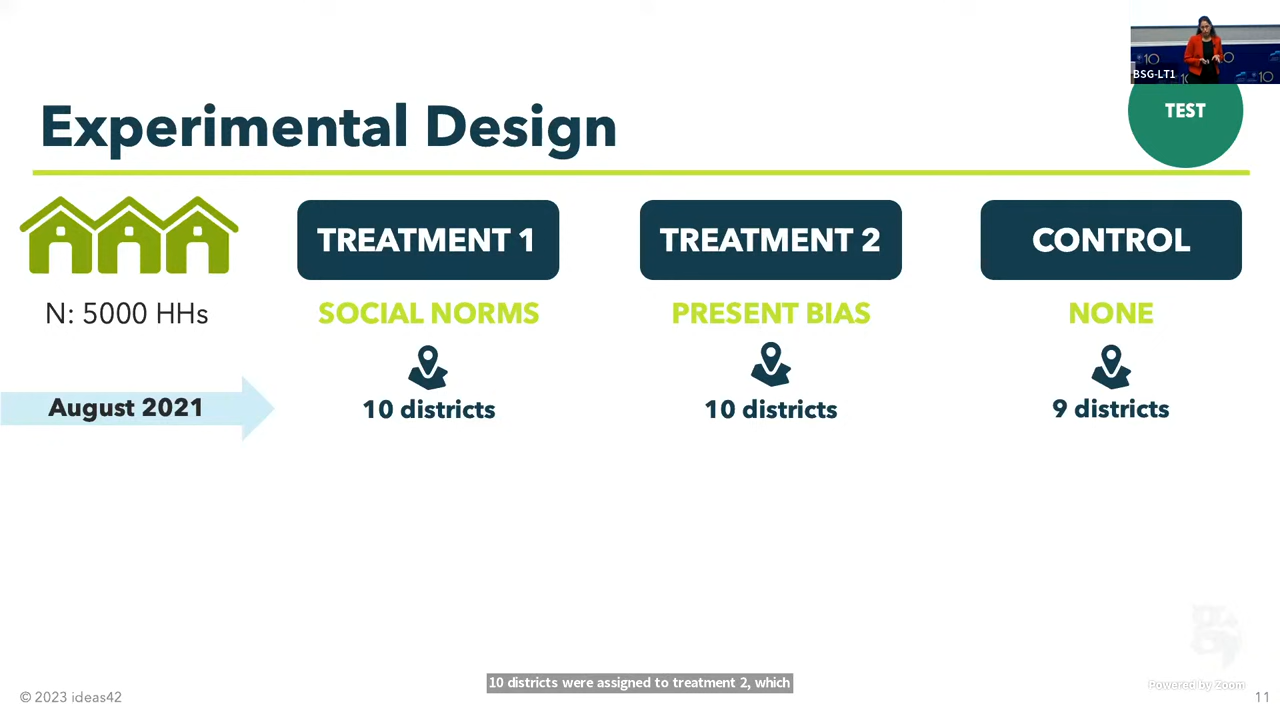 BSG-LT1
TEST
Experimental Design
TREATMENT 1
TREATMENT 2
CONTROL
N: 5000 HHs
SOCIAL NORMS
PRESENT BIAS
NONE
August 2021
10 districts
10 districts
9 districts
10 districts were assigned to treatment 2, which
Powered by Zoom
© 2023 ideas42
11